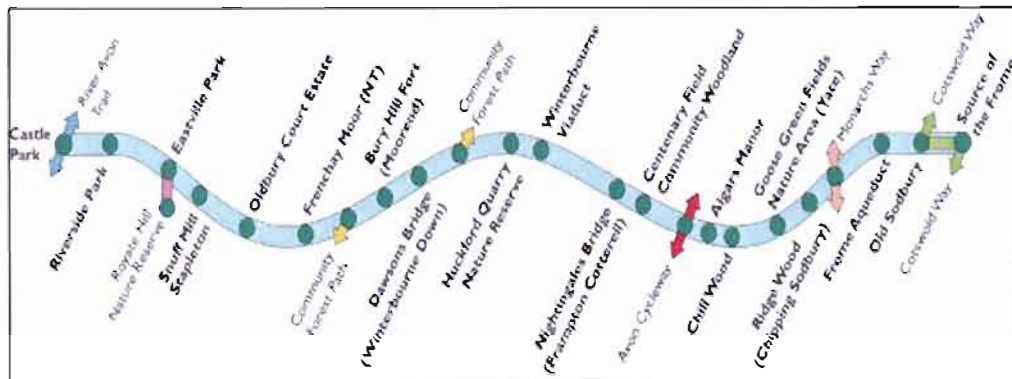 Castle
Park
River Avon
Trail
Riverside Park
Eastville Park
Royate Hill
Nature Reserve
Snuff Mill
Stapleton
Oldbury Court Estate
Frenchay Moor (NT)
Community
Forest Path
Bury Hill Fort
(Moorend)
Dawsons Bridge
(Winterbourne Down)
Community
Forest Path
Huckford Quarry
Nature Reserve
Winterbourne
Viaduct
Nightingales Bridge
(Frampton Cotterell)
Centenary Field
Community Woodland
Avon Cycleway
Algars Manor
Chill Wood
Goose Green Fields
Nature Area (Yate)
Ridge Wood
(Chipping Sodbury)
Monarchs Way
Frome Aqueduct
Old Sodbury
Cotswold Way
Cotswold Way
Source of
the Frome